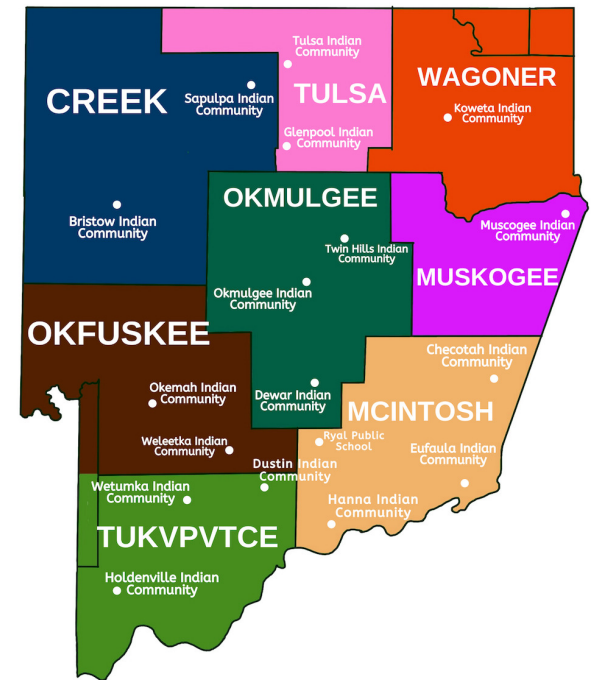 Tulsa Indian
Community
WAGONER
CREEK
Sapulpa Indian
Community
TULSA
Koweta Indian
Community
Glenpool Indian
Community
OKMULGEE
Bristow Indian
Community
Muscogee Indian
Community
Twin Hills Indian
Community
MUSKOGEE
Okmulgee Indian
Community
OKFUSKEE
Checotah Indian
Community
Okemah Indian
Community
Dewar Indian
Community
MCINTOSH
Weleetka Indian
Community
Ryal Public
School
Eufaula Indian
Community
Dustin Indian
Community
Wetumka Indian
Community
Hanna Indian
Community
TUKVPVTCE
Holdenville Indian
Community